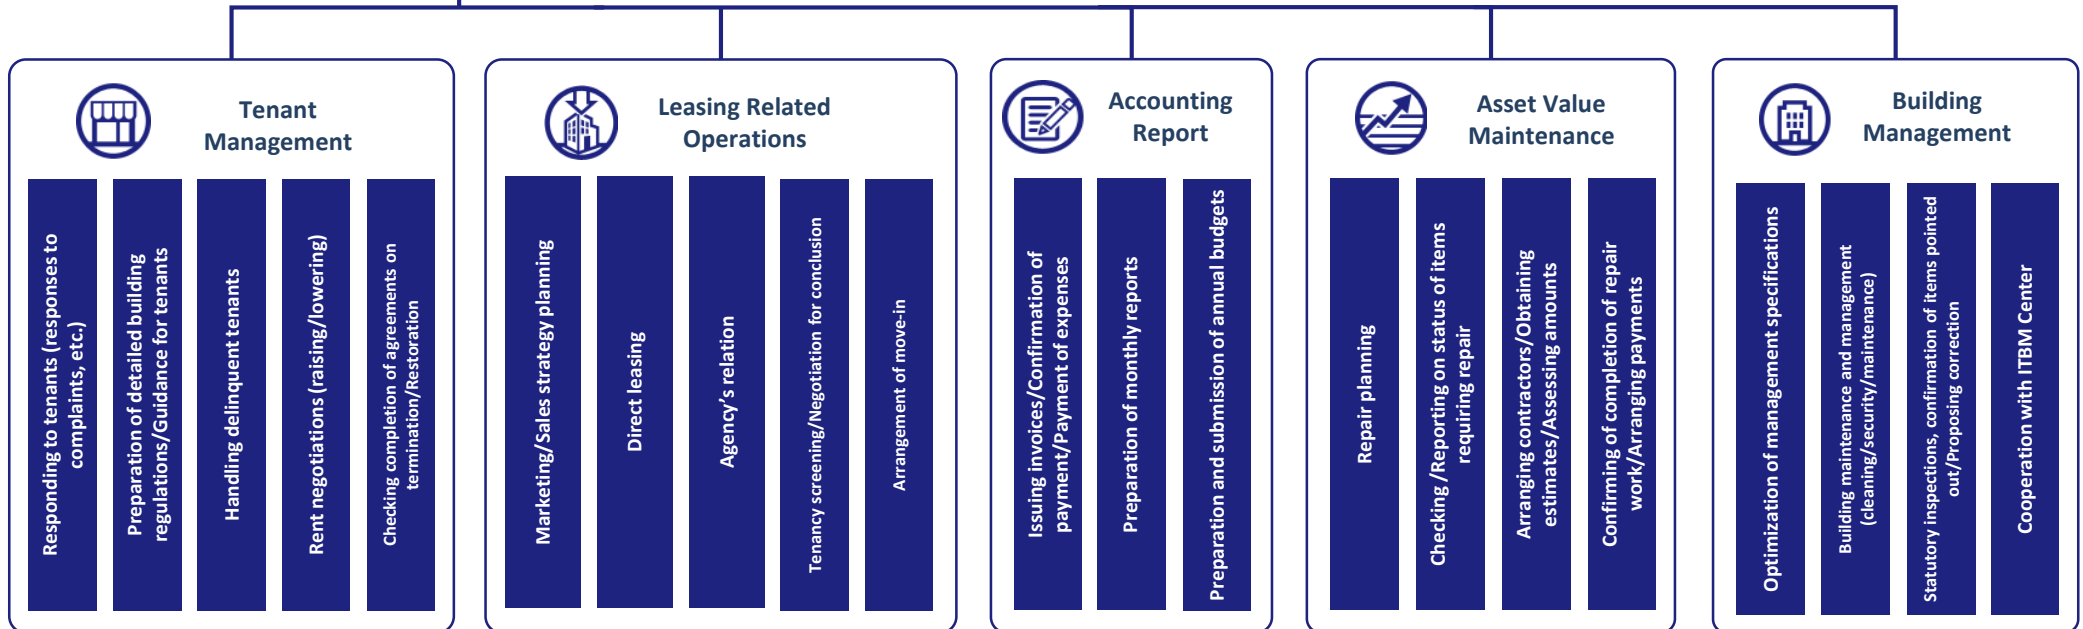 Tenant
Management
Responding to tenants (responses to
complaints, etc.)
Preparation of detailed building
regulations/Guidance for tenants
Handling delinquent tenants
Rent negotiations (raising/lowering)
Checking completion of agreements on
termination/Restoration
Leasing Related
Operations
Marketing/Sales strategy planning
Direct leasing
Agency's relation
Tenancy screening/Negotiation for conclusion
Arrangement of move-in
Accounting
Report
Issuing invoices/Confirmation of
payment/Payment of expenses
Preparation of monthly reports
Preparation and submission of annual budgets
Asset Value
Maintenance
Repair planning
Checking /Reporting on status of items
requiring repair
Arranging contractors/Obtaining
estimates/Assessing amounts
Confirming of completion of repair
work/Arranging payments
Building
Management
Optimization of management specifications
Building maintenance and management
(cleaning/security/maintenance)
Statutory inspections, confirmation of items pointed
out/Proposing correction
Cooperation with ITBM Center